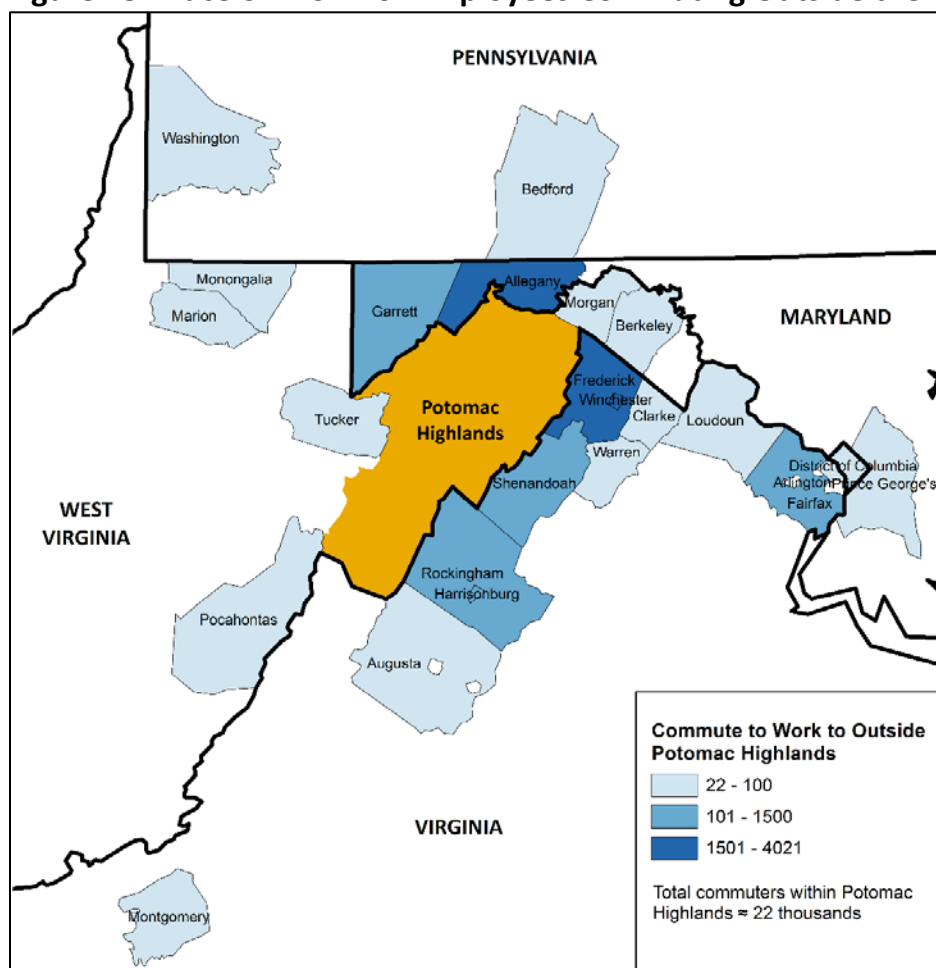 PENNSYLVANIA
Washington
Bedford
Monongalia
Marion
Garrett
Allegany
Morgan
Berkeley
MARYLAND
Tucker
Potomac
Highlands
Frederick
Winchester
Clarke
Loudoun
Warren
Shenandoah
District of Columbia
Arlington
Prince George's
Fairfax
WEST
VIRGINIA
Rockingham
Harrisonburg
Pocahontas
Augusta
Commute to Work to Outside
Potomac Highlands
22 - 100
101 - 1500
1501 - 4021
Total commuters within Potomac
Highlands ≈ 22 thousands
VIRGINIA
Montgomery